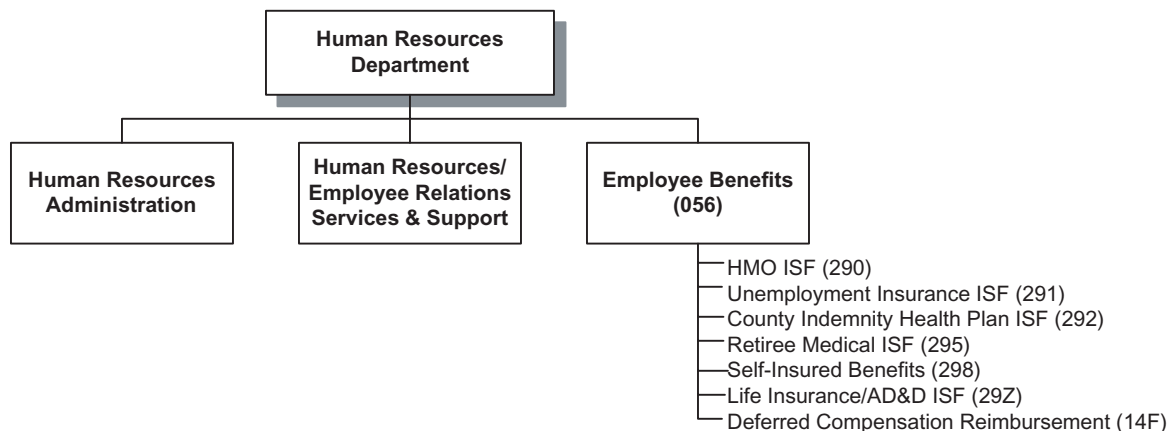 Human Resources
Department
Human Resources
Administration
Human Resources/
Employee Relations
Services & Support
Employee Benefits
(056)
HMO ISF (290)
Unemployment Insurance ISF (291)
County Indemnity Health Plan ISF (292)
Retiree Medical ISF (295)
Self-Insured Benefits (298)
Life Insurance/AD&D ISF (29Z)
Deferred Compensation Reimbursement (14F)